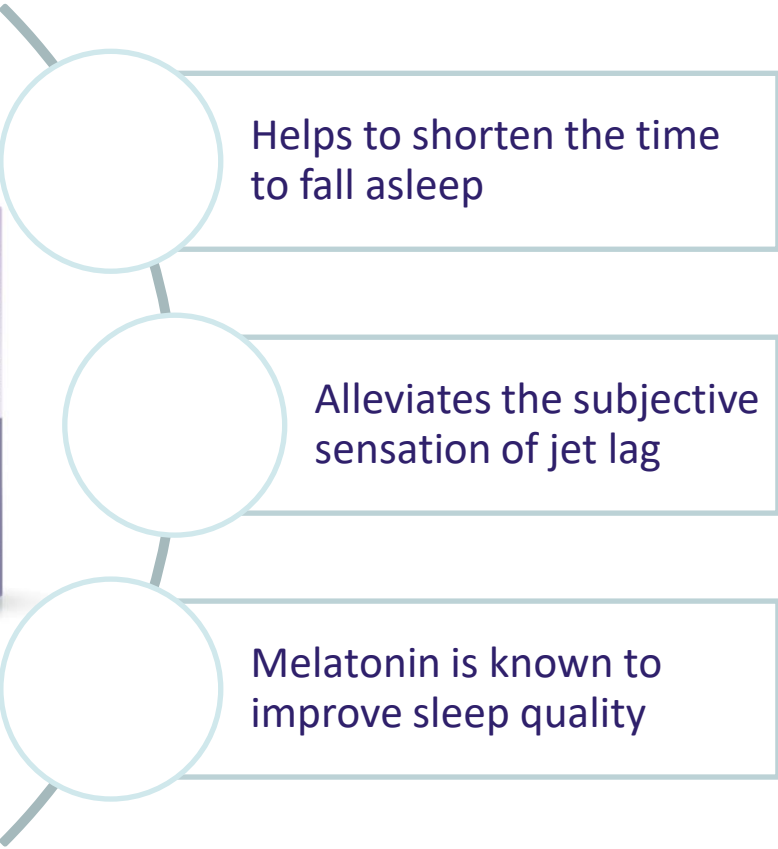 Helps to shorten the time
to fall asleep
Alleviates the subjective
sensation of jet lag
Melatonin is known to
improve sleep quality